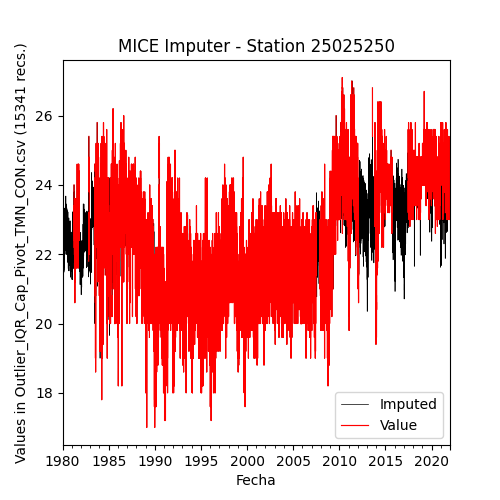 MICE Imputer - Station 25025250
Values in Outlier_IQR_Cap_Pivot_TMN_CON.csv (15341 recs.)
26
24
22
20
18
Imputed
Value
1980 1985 1990 1995 2000 2005 2010 2015 2020
Fecha